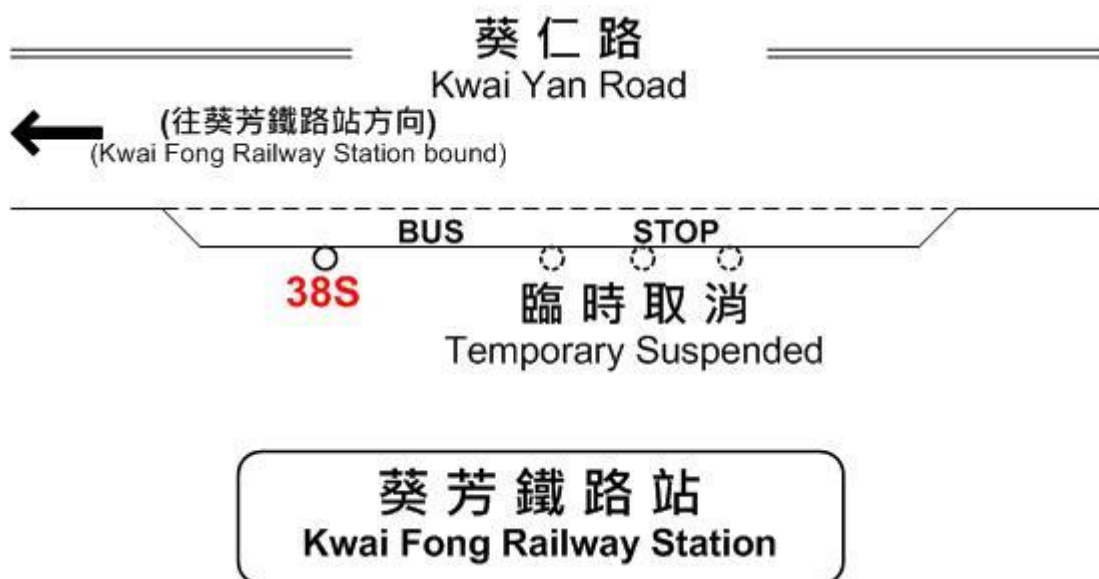 葵仁路
Kwai Yan Road
(往葵芳鐵路站方向)
(Kwai Fong Railway Station bound)
BUS STOP
38S
臨時取消
Temporary Suspended
葵芳鐵路站
Kwai Fong Railway Station